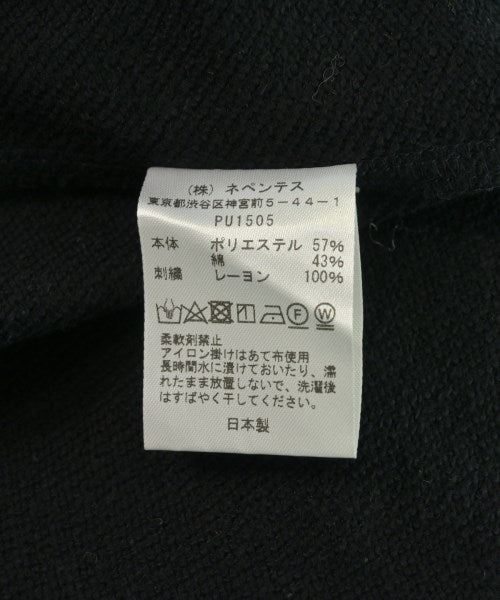 (株) ネペンテス
東京都渋谷区神宮前5-44-1
PU1505
本体 ポリエステル 57%
綿 43%
刺繍 レーヨン 100%
F W
柔軟剤禁止
アイロン掛けはあて布使用
長時間水に漬けておいたり、濡
れたまま放置しないで、洗濯後
はすばやく干してください。
日本製